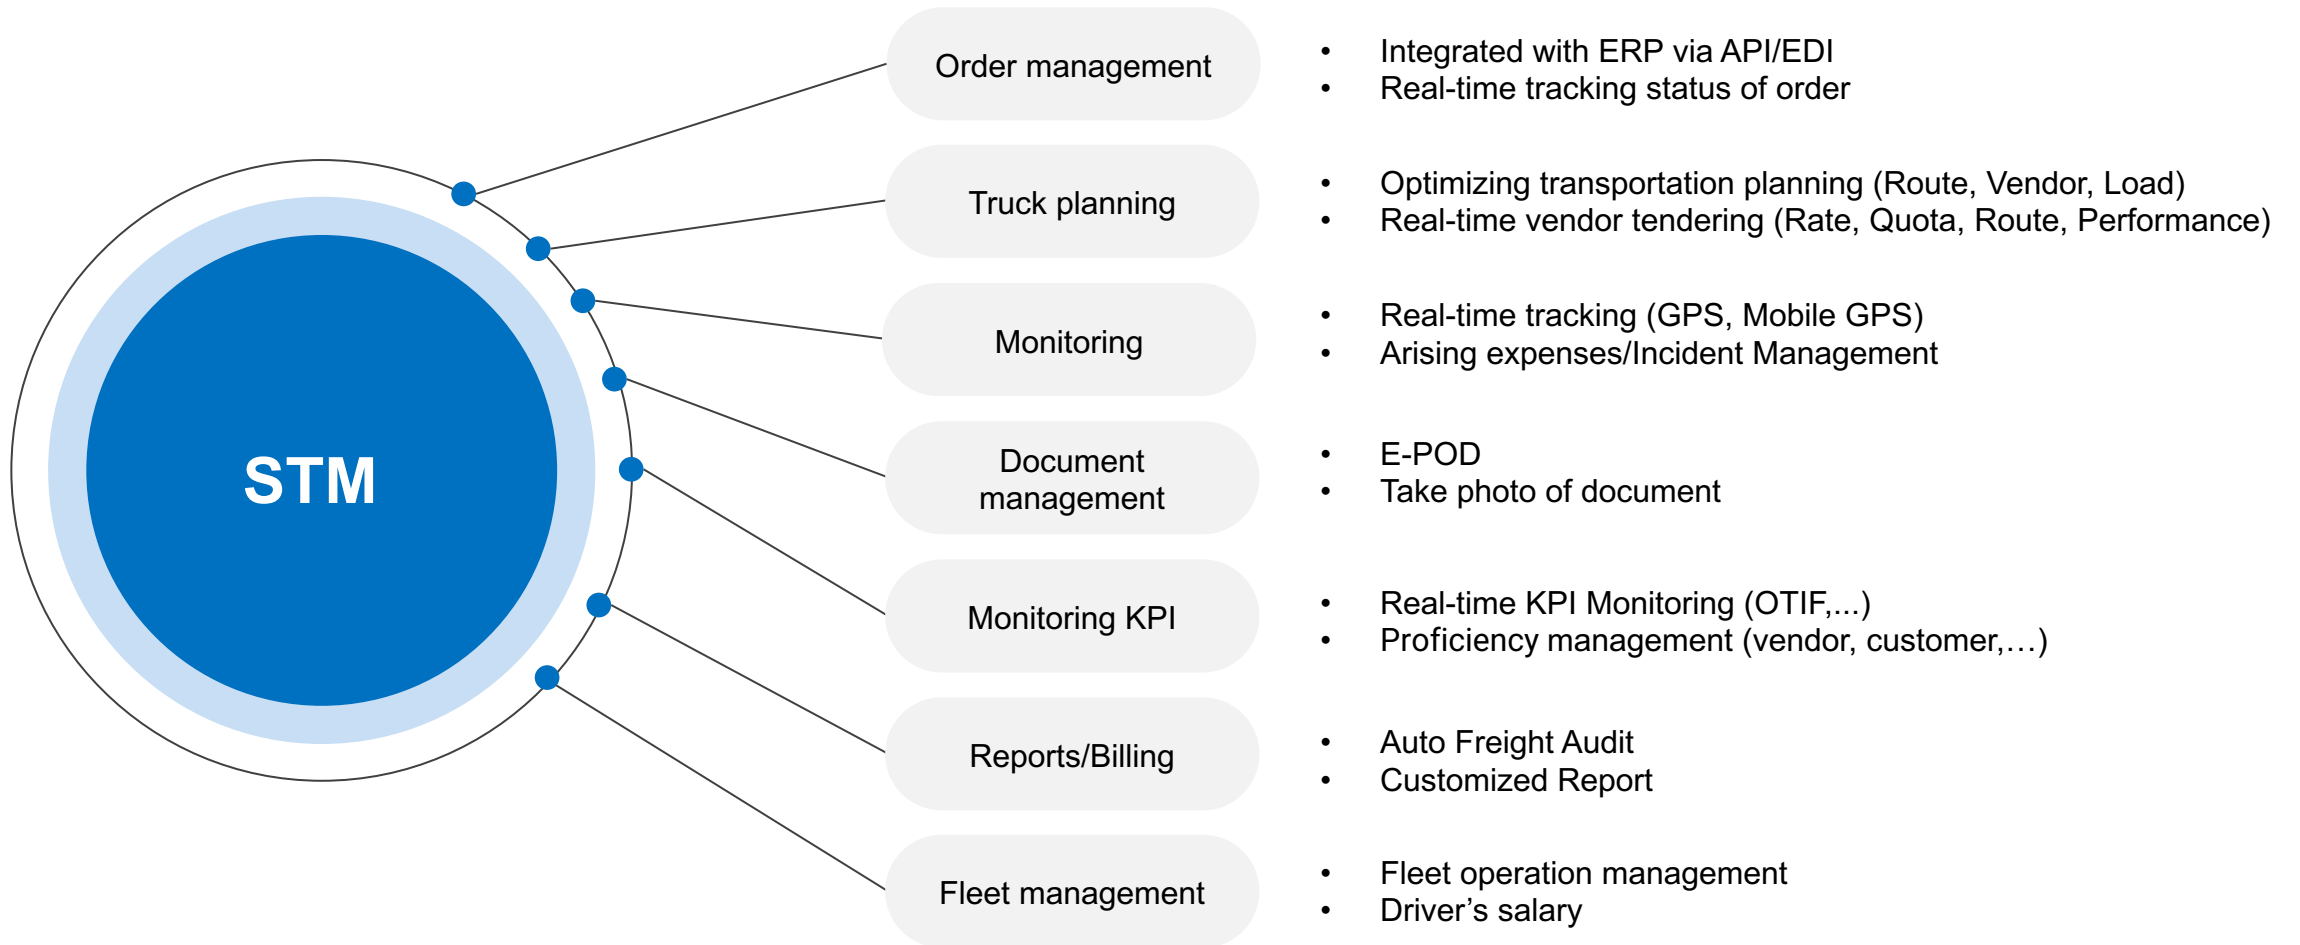 STM
Order management
• Integrated with ERP via API/EDI
• Real-time tracking status of order
Truck planning
• Optimizing transportation planning (Route, Vendor, Load)
• Real-time vendor tendering (Rate, Quota, Route, Performance)
Monitoring
• Real-time tracking (GPS, Mobile GPS)
• Arising expenses/Incident Management
Document
management
• E-POD
• Take photo of document
Monitoring KPI
• Real-time KPI Monitoring (OTIF,...)
• Proficiency management (vendor, customer,…)
Reports/Billing
• Auto Freight Audit
• Customized Report
Fleet management
• Fleet operation management
• Driver’s salary